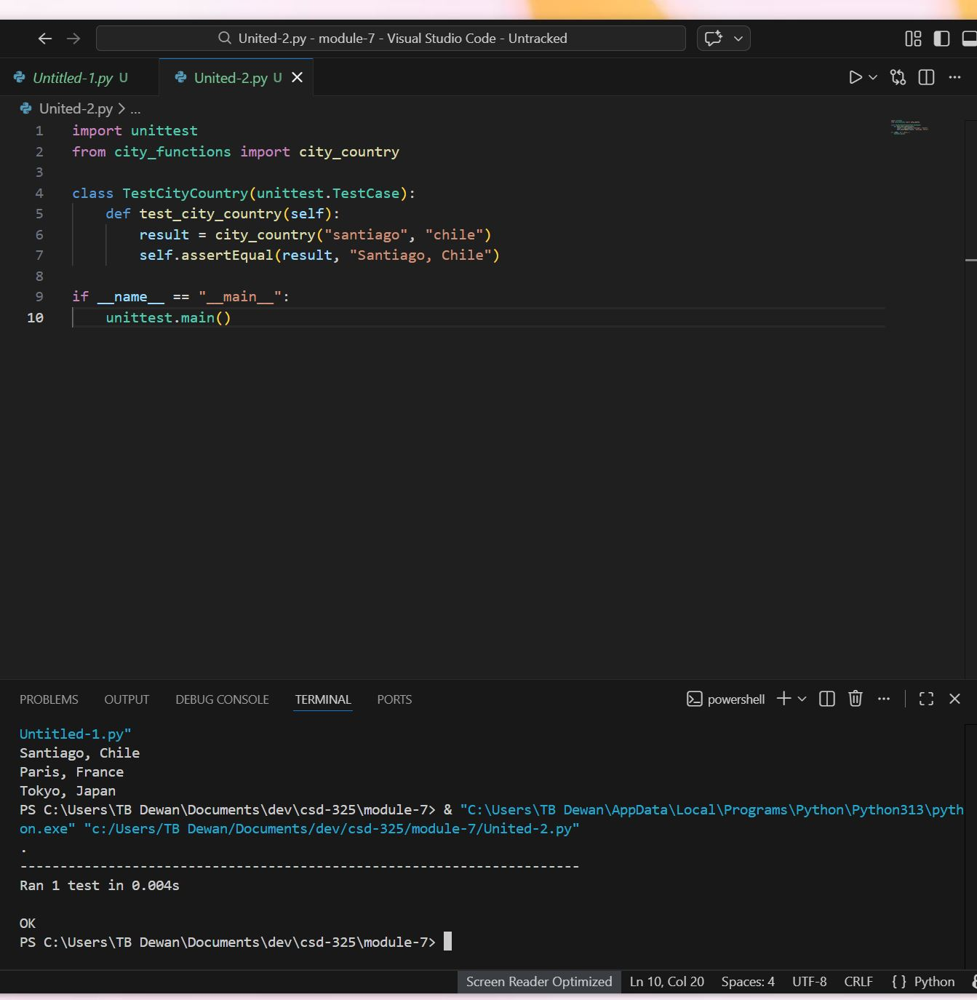 United-2.py - module-7 - Visual Studio Code - Untracked
Untitled-1.py U
United-2.py U
United-2.py > ...
1 import unittest
2 from city_functions import city_country
3
4 class TestCityCountry(unittest.TestCase):
5     def test_city_country(self):
6         result = city_country("santiago", "chile")
7         self.assertEqual(result, "Santiago, Chile")
8
9 if __name__ == "__main__":
10     unittest.main()
PROBLEMS OUTPUT DEBUG CONSOLE TERMINAL PORTS powershell
Untitled-1.py"
Santiago, Chile
Paris, France
Tokyo, Japan
PS C:\Users\TB Dewan\Documents\dev\csd-325\module-7> & "C:\Users\TB Dewan\AppData\Local\Programs\Python\Python313\pyth
on.exe" "c:/Users/TB Dewan/Documents/dev/csd-325/module-7/United-2.py"
.
----------------------------------------------------------------------
Ran 1 test in 0.004s

OK
PS C:\Users\TB Dewan\Documents\dev\csd-325\module-7>
Screen Reader Optimized Ln 10, Col 20 Spaces: 4 UTF-8 CRLF { } Python